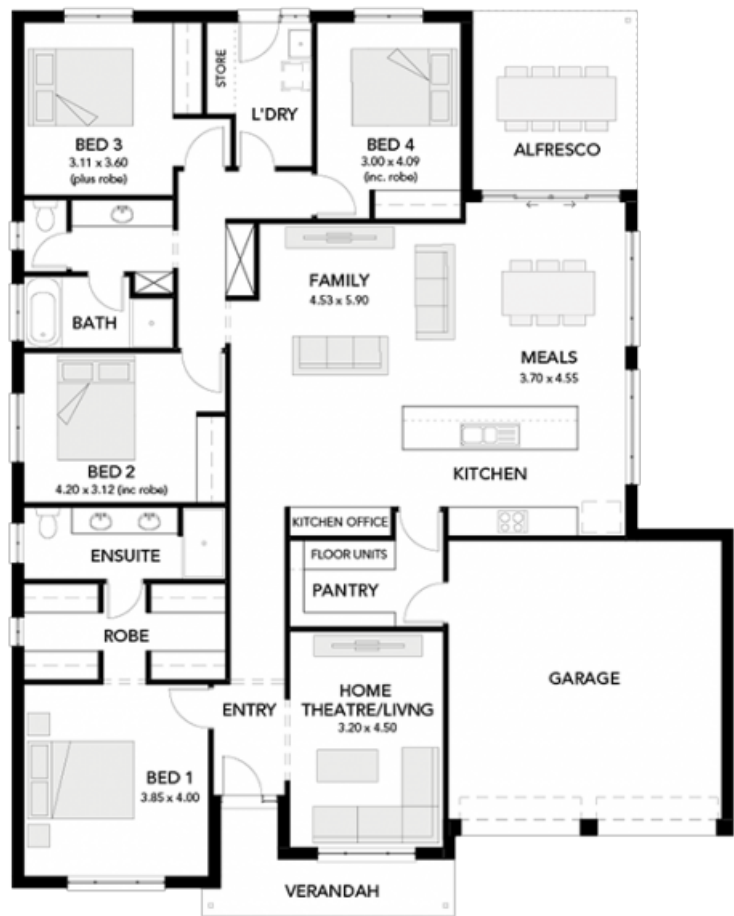 STORE
L'DRY
BED 3
3.11 x 3.60
(plus robe)
BED 4
3.00 x 4.09
(inc. robe)
ALFRESCO
FAMILY
4.53 x 5.90
BATH
MEALS
3.70 x 4.55
BED 2
4.20 x 3.12 (inc robe)
KITCHEN
KITCHEN OFFICE
ENSUITE
FLOOR UNITS
PANTRY
ROBE
GARAGE
ENTRY
HOME
THEATRE/LIVNG
3.20 x 4.50
BED 1
3.85 x 4.00
VERANDAH